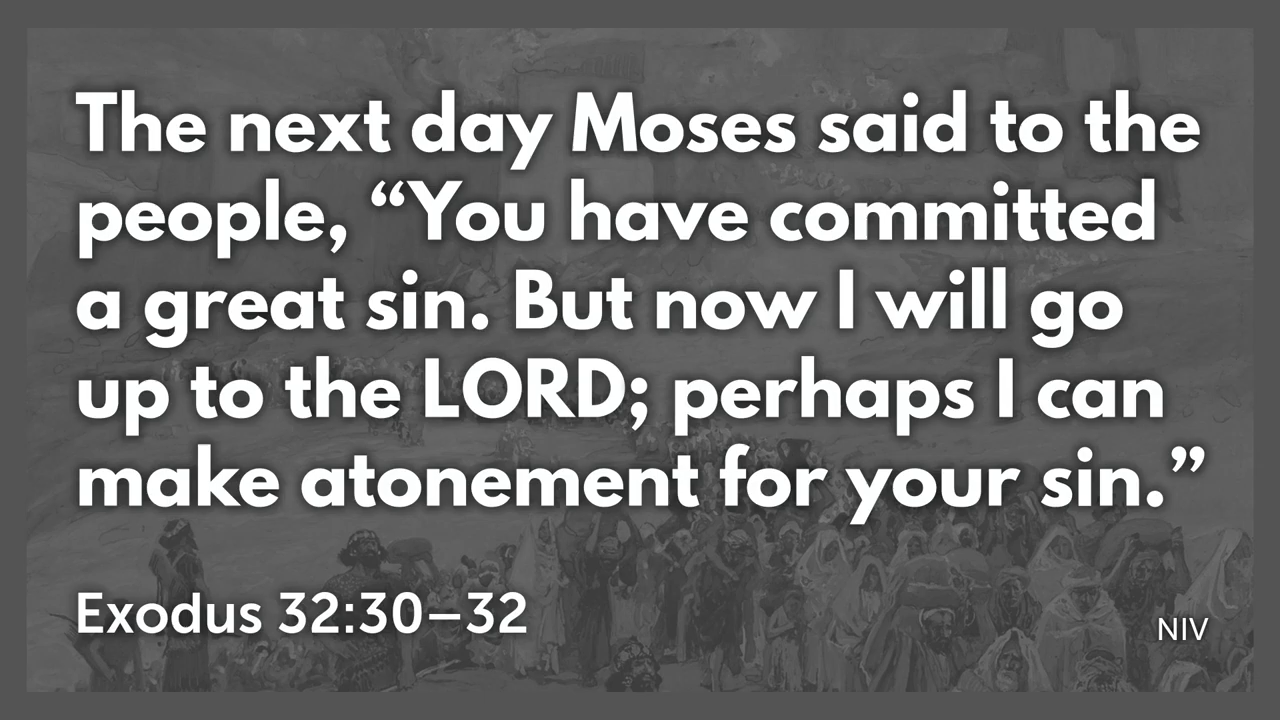 The next day Moses said to the
people, “You have committed
a great sin. But now I will go
up to the LORD; perhaps I can
make atonement for your sin.”
Exodus 32:30–32
NIV